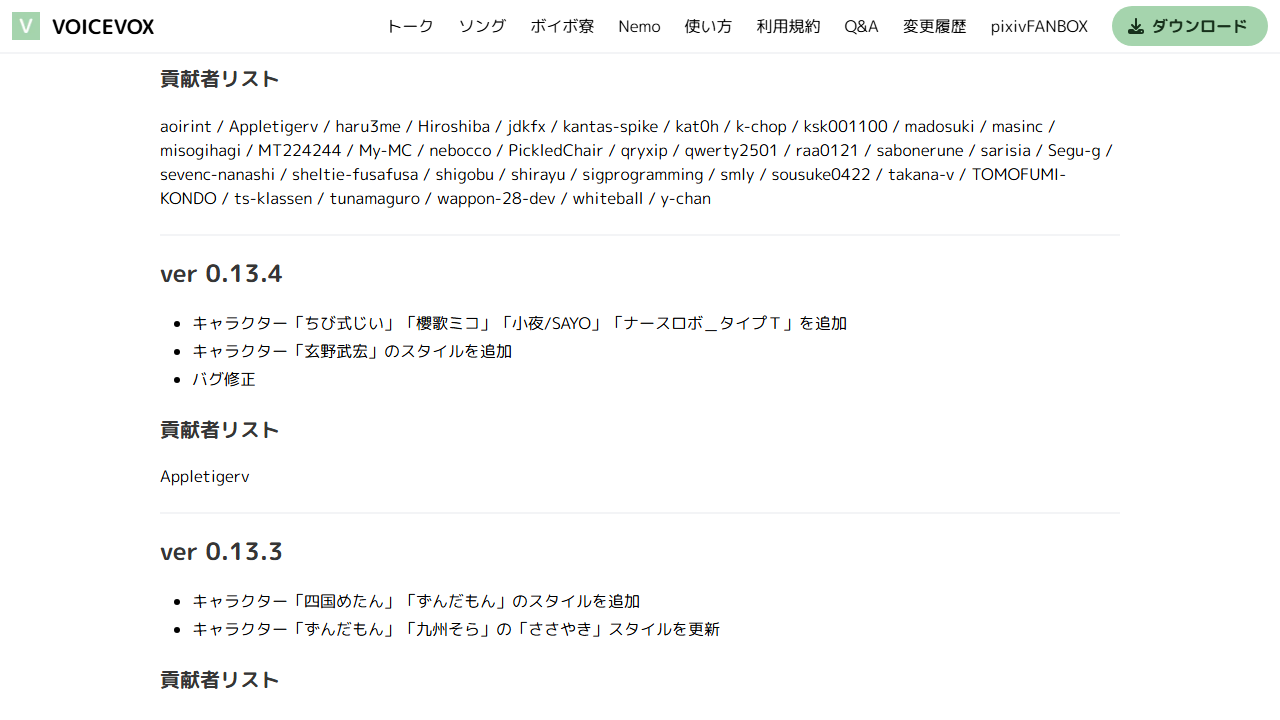 V VOICEVOX トーク ソング ボイボ寮 Nemo 使い方 利用規約 Q&A 変更履歴 pixivFANBOX ダウンロード
貢献者リスト
aoirint / Appletigerv / haru3me / Hiroshiba / jdkfx / kantas-spike / kat0h / k-chop / ksk001100 / madosuki / masinc /
misogihagi / MT224244 / My-MC / nebocco / PickledChair / qryxip / qwerty2501 / raa0121 / sabonerune / sarisia / Segu-g /
sevenc-nanashi / sheltie-fusafusa / shigobu / shirayu / sigprogramming / smly / sousuke0422 / takana-v / TOMOFUMI-
KONDO / ts-klassen / tunamaguro / wappon-28-dev / whiteball / y-chan
ver 0.13.4
• キャラクター「ちび式じい」「櫻歌ミコ」「小夜/SAYO」「ナースロボ＿タイプＴ」を追加
• キャラクター「玄野武宏」のスタイルを追加
• バグ修正
貢献者リスト
Appletigerv
ver 0.13.3
• キャラクター「四国めたん」「ずんだもん」のスタイルを追加
• キャラクター「ずんだもん」「九州そら」の「ささやき」スタイルを更新
貢献者リスト